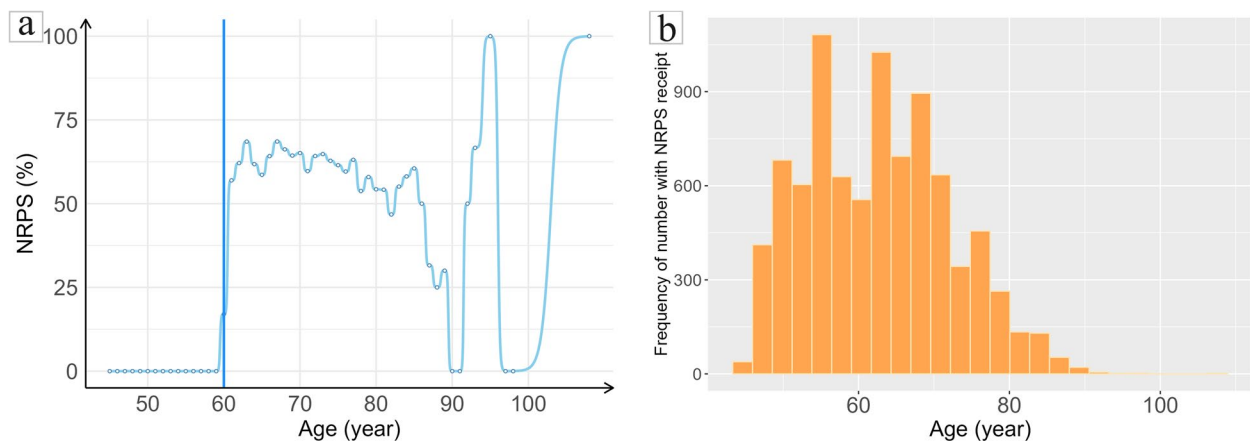 a
100
75
50
25
0
NRPS (%)
50 60 70 80 90 100
Age (year)
b
900
600
300
0
Frequency of number with NRPS receipt
60 80 100
Age (year)